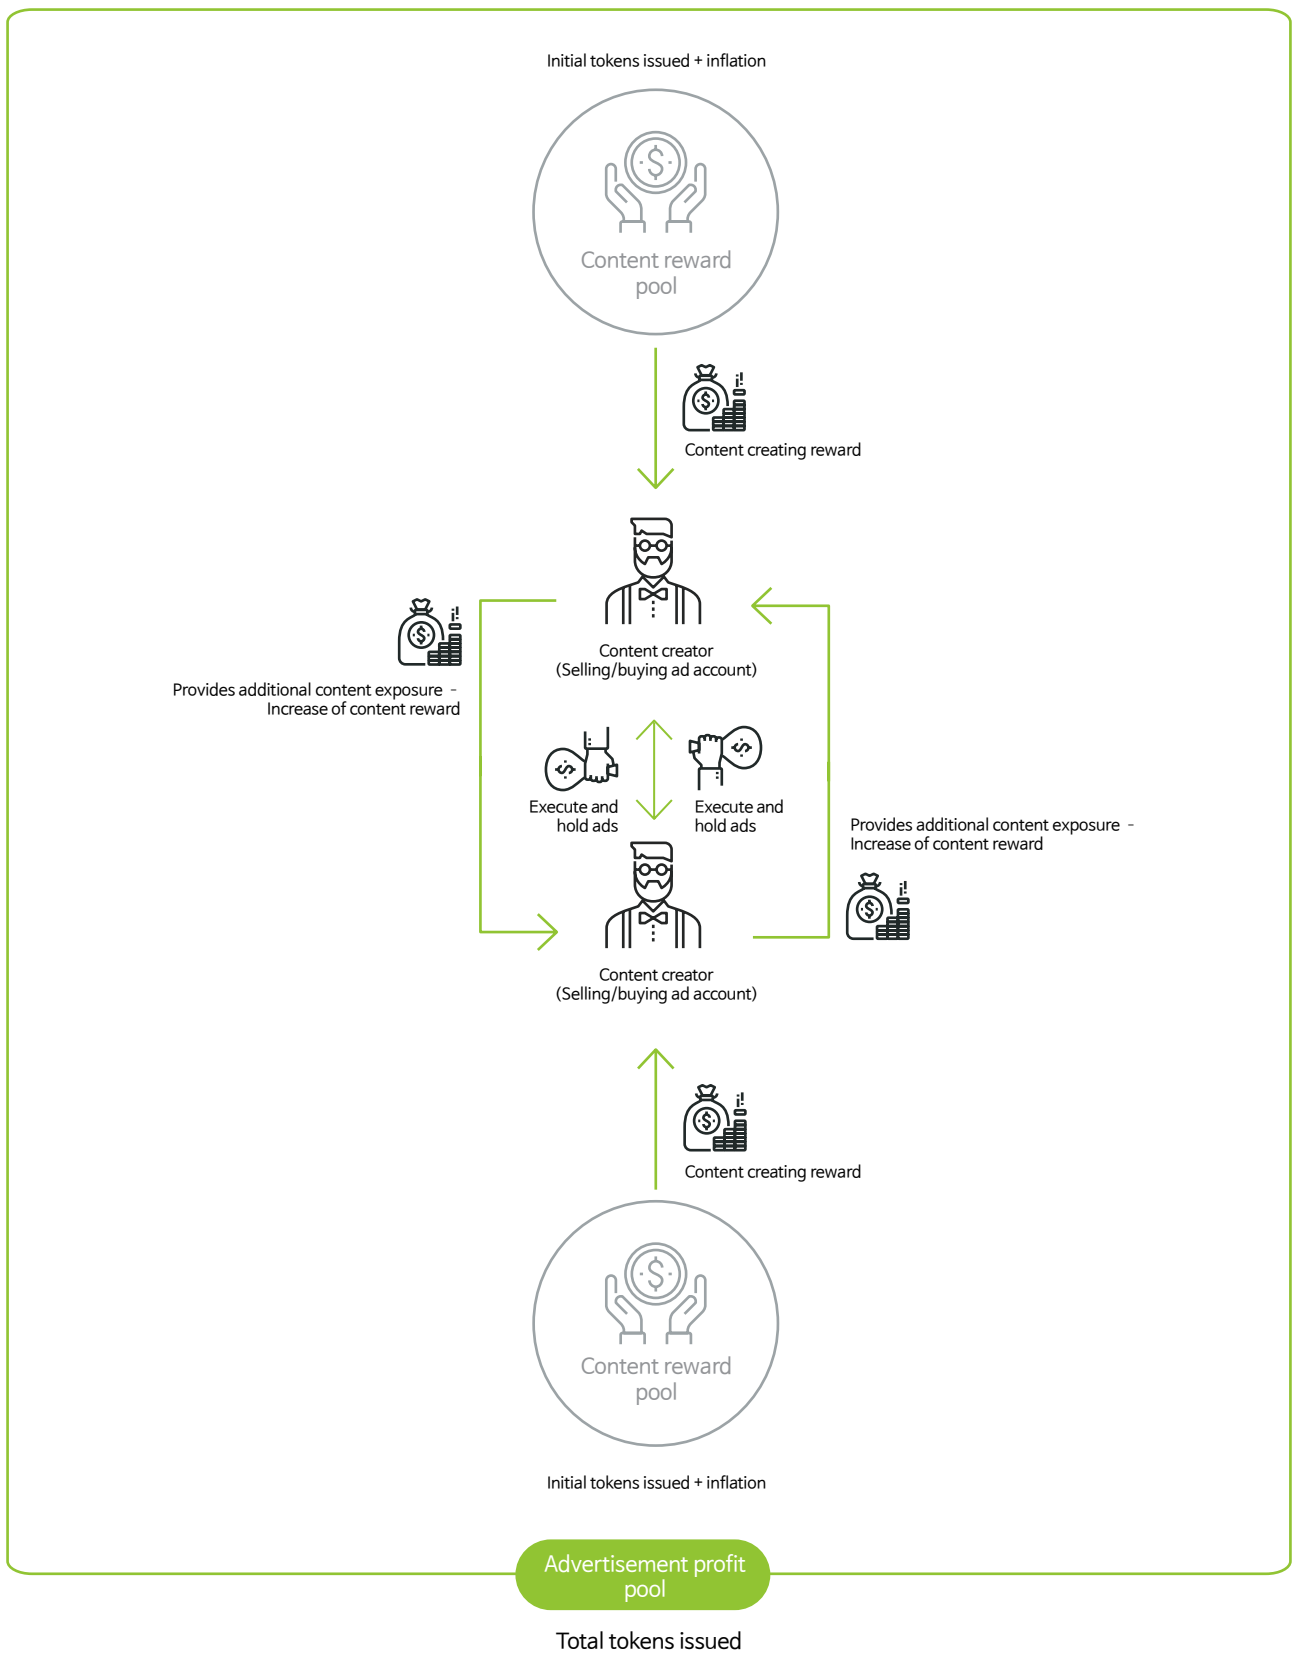 Initial tokens issued + inflation
Content reward
pool
Content creating reward
Content creator
(Selling/buying ad account)
Provides additional content exposure -
Increase of content reward
Execute and
hold ads
Execute and
hold ads
Provides additional content exposure -
Increase of content reward
Content creator
(Selling/buying ad account)
Content creating reward
Content reward
pool
Initial tokens issued + inflation
Advertisement profit
pool
Total tokens issued